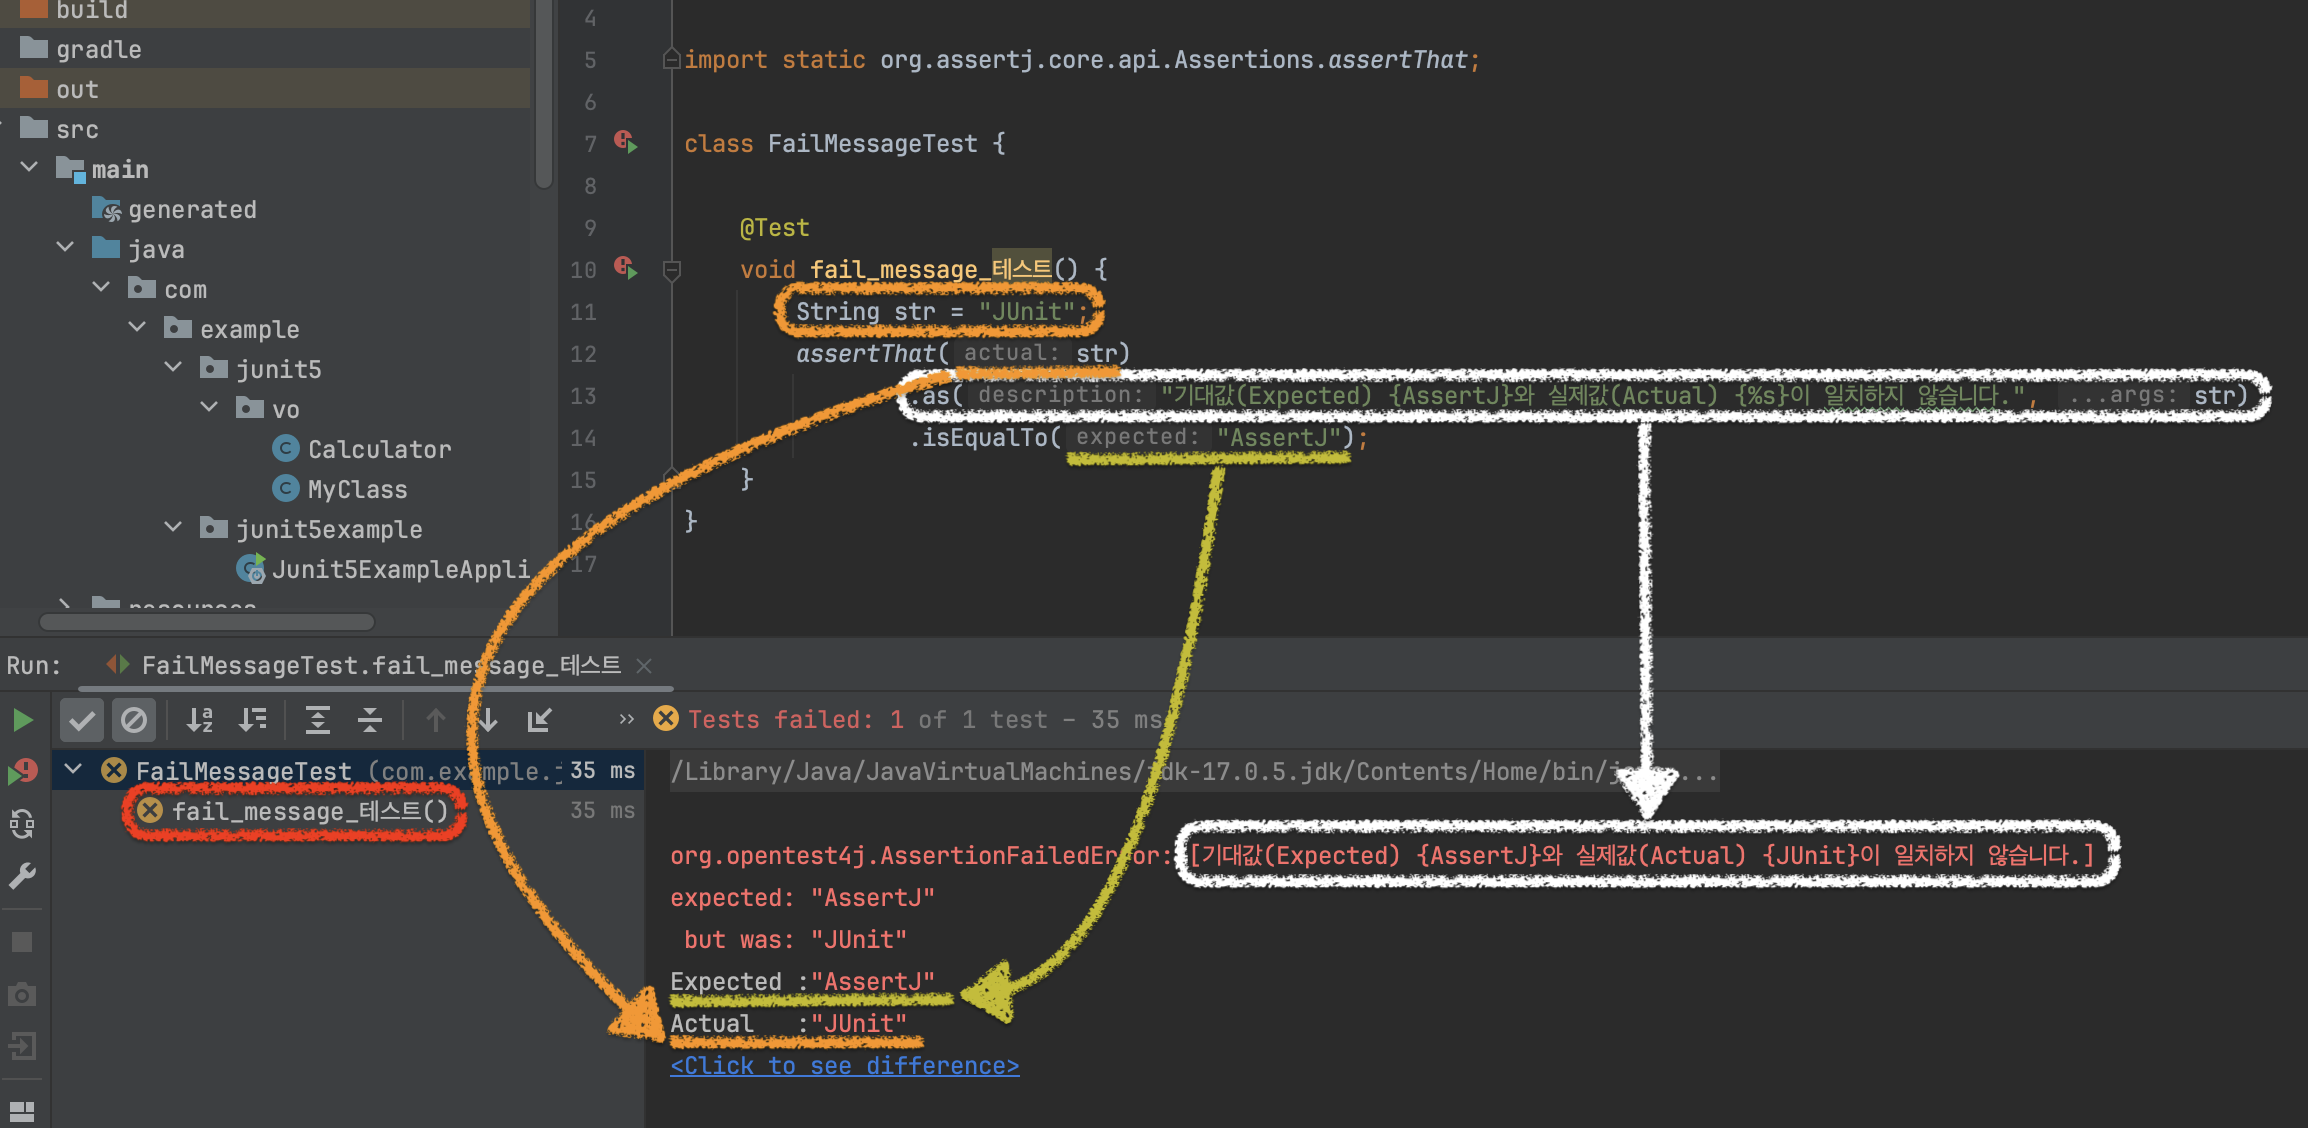 build
gradle
out
src
main
generated
java
com
example
junit5
vo
Calculator
MyClass
junit5example
Junit5ExampleAppli
resources
4
5 import static org.assertj.core.api.Assertions.assertThat;
6
7 class FailMessageTest {
8
9 @Test
10 void fail_message_테스트() {
11 String str = "JUnit";
12 assertThat( actual: str)
13 .as( description: "기대값(Expected) {AssertJ}와 실제값(Actual) {%s}이 일치하지 않습니다.", ...args: str)
14 .isEqualTo( expected: "AssertJ");
15 }
16 }
17
Run: FailMessageTest.fail_message_테스트
Tests failed: 1 of 1 test – 35 ms
FailMessageTest (com.example.j 35 ms
fail_message_테스트() 35 ms
/Library/Java/JavaVirtualMachines/jdk-17.0.5.jdk/Contents/Home/bin/j ...
org.opentest4j.AssertionFailedError: [기대값(Expected) {AssertJ}와 실제값(Actual) {JUnit}이 일치하지 않습니다.]
expected: "AssertJ"
but was: "JUnit"
Expected :"AssertJ"
Actual :"JUnit"
<Click to see difference>